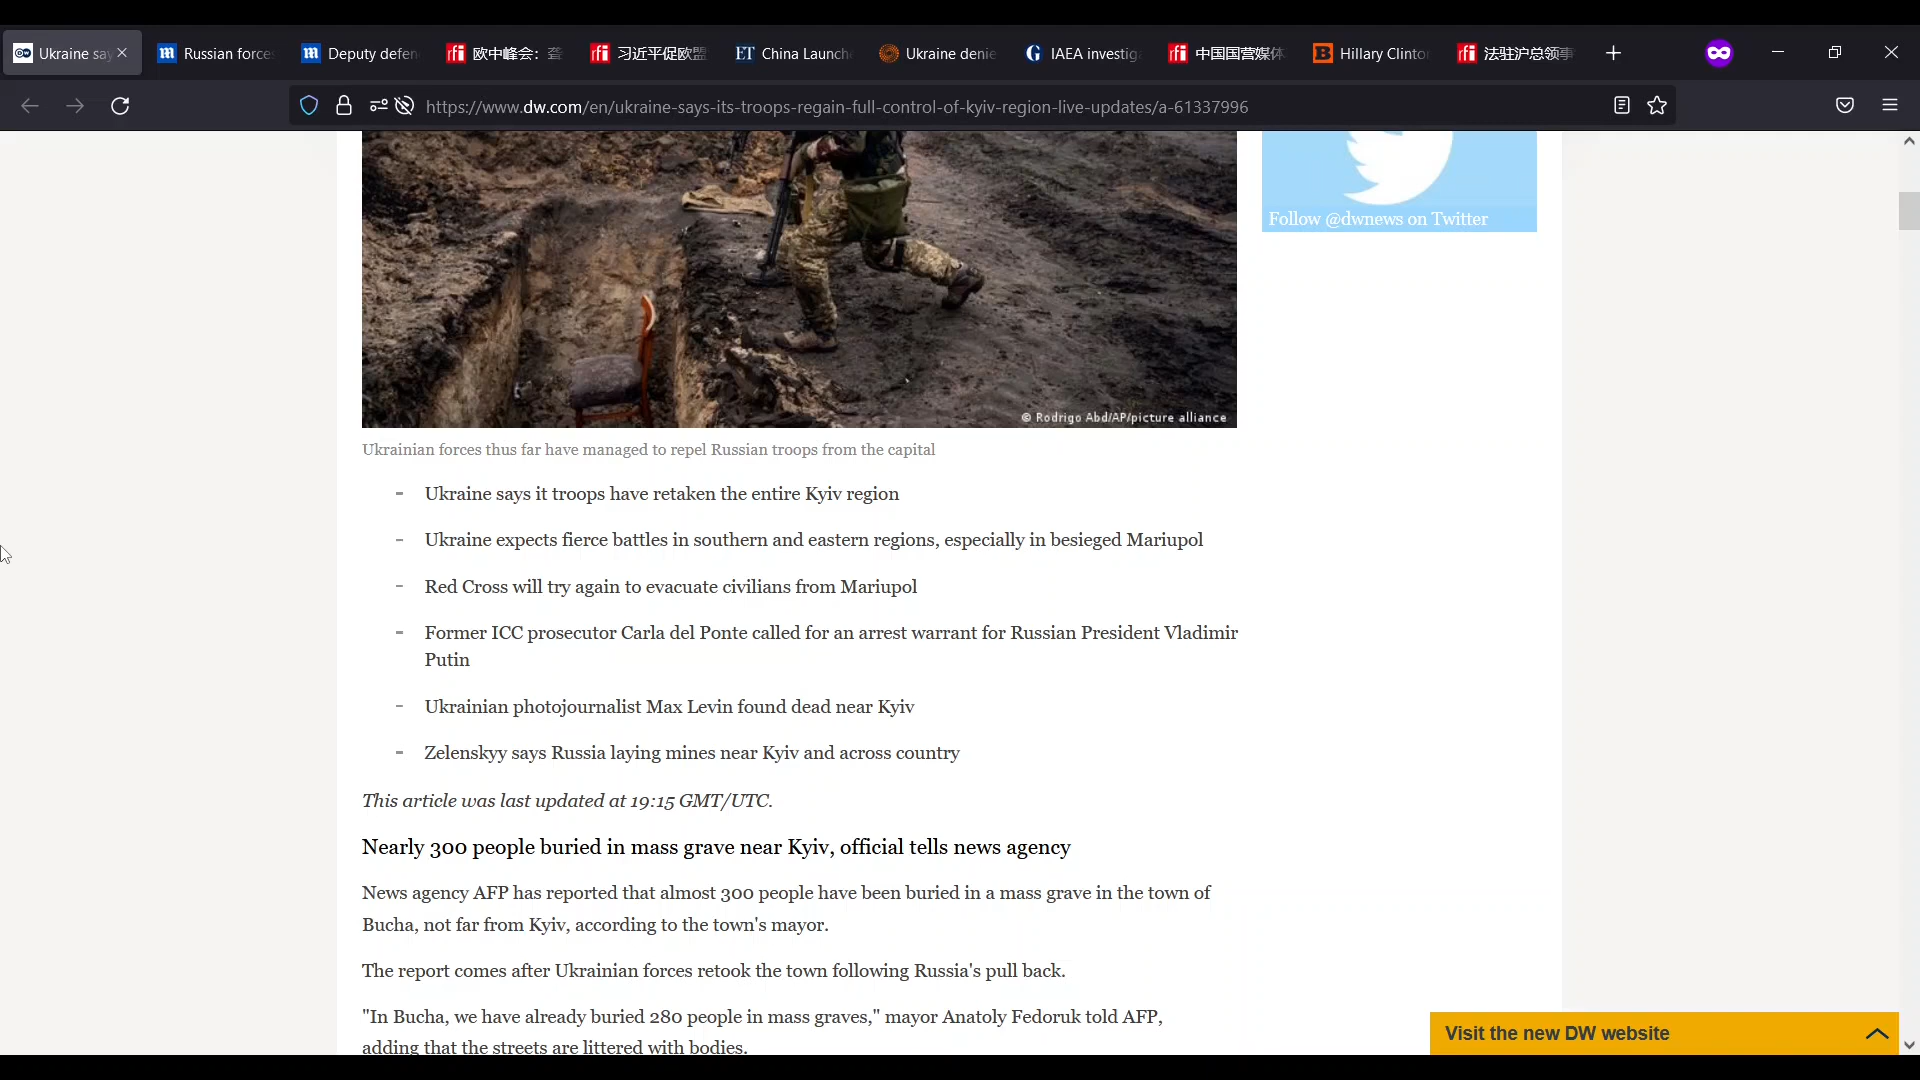 Ukraine say
Russian forces
Deputy defen
欧中峰会：聋
习近平促欧盟
ET China Launch
Ukraine denie
G IAEA investig
中国国营媒体
B Hillary Clinto
法驻沪总领事
https://www.dw.com/en/ukraine-says-its-troops-regain-full-control-of-kyiv-region-live-updates/a-61337996
Follow @dwnews on Twitter
© Rodrigo Abd/AP/picture alliance
Ukrainian forces thus far have managed to repel Russian troops from the capital
- Ukraine says it troops have retaken the entire Kyiv region
- Ukraine expects fierce battles in southern and eastern regions, especially in besieged Mariupol
- Red Cross will try again to evacuate civilians from Mariupol
- Former ICC prosecutor Carla del Ponte called for an arrest warrant for Russian President Vladimir
Putin
- Ukrainian photojournalist Max Levin found dead near Kyiv
- Zelenskyy says Russia laying mines near Kyiv and across country
This article was last updated at 19:15 GMT/UTC.
Nearly 300 people buried in mass grave near Kyiv, official tells news agency
News agency AFP has reported that almost 300 people have been buried in a mass grave in the town of
Bucha, not far from Kyiv, according to the town's mayor.
The report comes after Ukrainian forces retook the town following Russia's pull back.
"In Bucha, we have already buried 280 people in mass graves," mayor Anatoly Fedoruk told AFP,
adding that the streets are littered with bodies.
Visit the new DW website